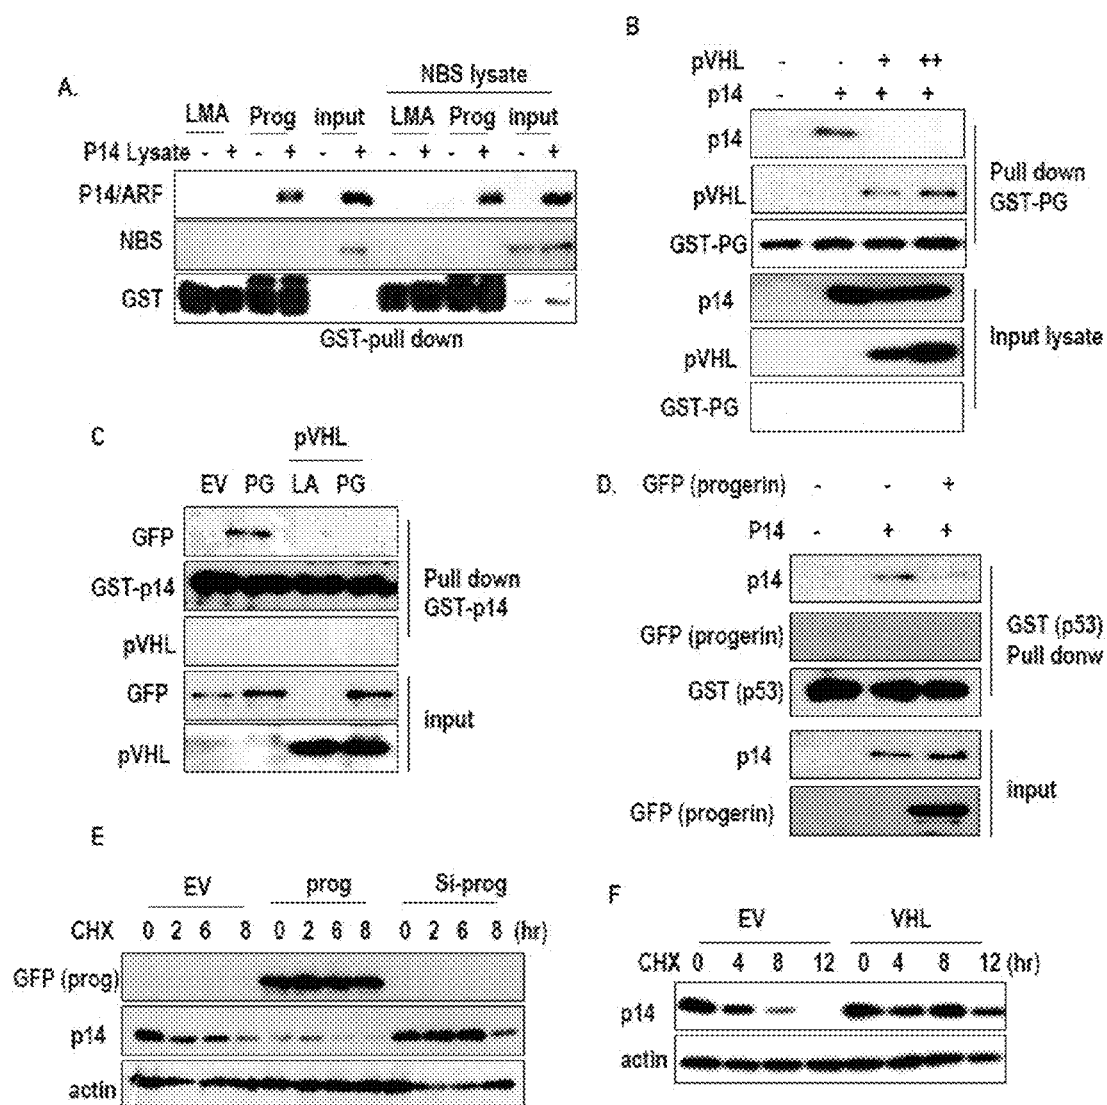 A.
NBS lysate
LMA Prog input LMA Prog input
P14 Lysate - + - + - + - + - + - +
P14/ARF
NBS
GST
GST-pull down
B
pVHL - - + ++
p14 - + + +
p14
pVHL
GST-PG
Pull down
GST-PG
p14
pVHL
GST-PG
Input lysate
C
pVHL
EV PG LA PG
GFP
GST-p14
pVHL
Pull down
GST-p14
GFP
pVHL
input
D. GFP (progerin) - - +
P14 - + +
p14
GFP (progerin)
GST (p53)
GST (p53)
Pull donw
p14
GFP (progerin)
input
E
EV prog Si-prog
CHX 0 2 6 8 0 2 6 8 0 2 6 8 (hr)
GFP (prog)
p14
actin
F
EV VHL
CHX 0 4 8 12 0 4 8 12 (hr)
p14
actin